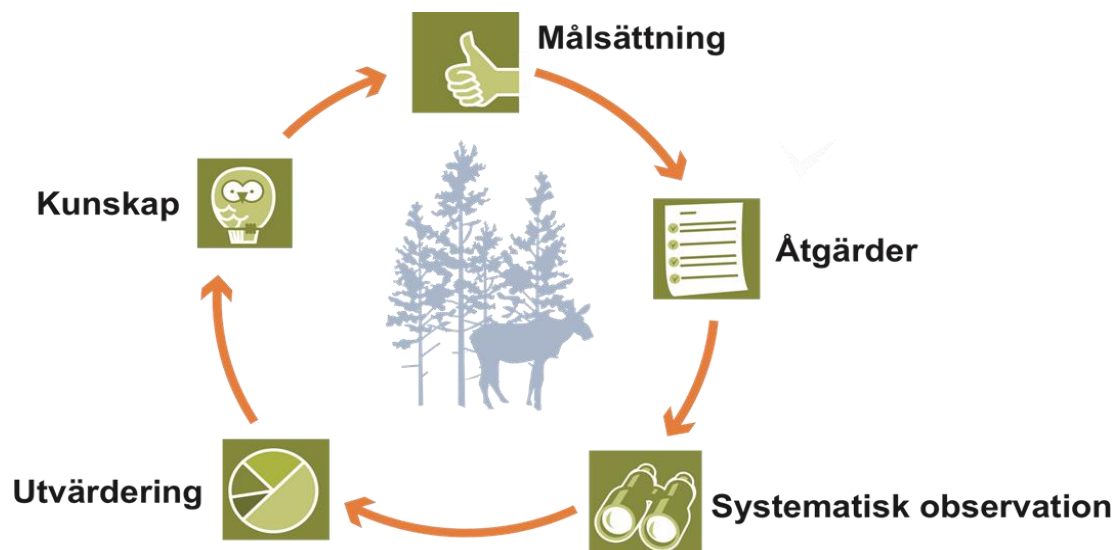 Målsättning
Åtgärder
Systematisk observation
Utvärdering
Kunskap